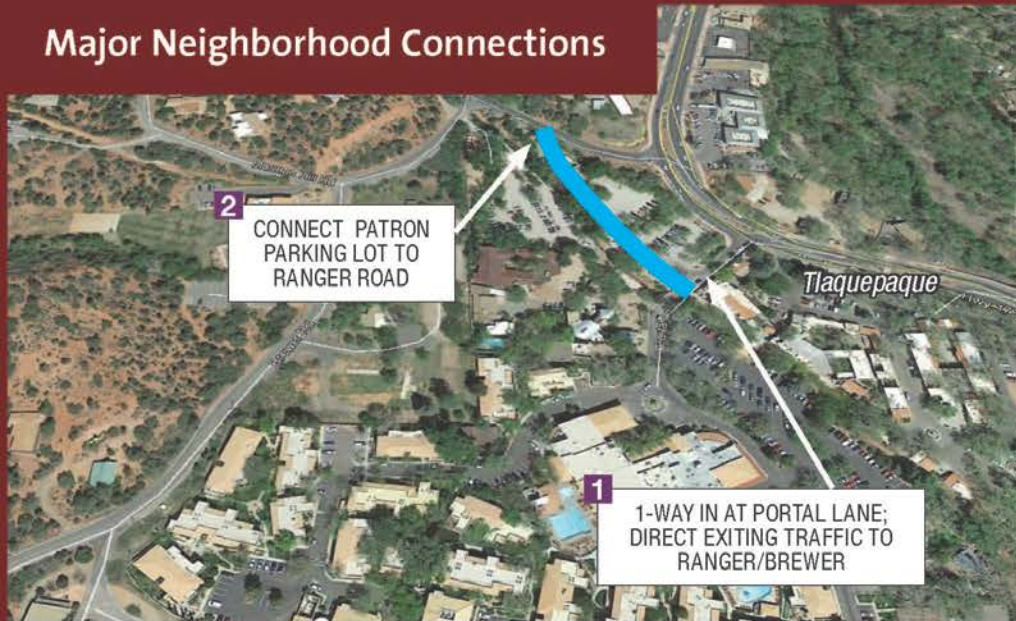 Major Neighborhood Connections
2
CONNECT PATRON
PARKING LOT TO
RANGER ROAD
Tlaquepaque
1
1-WAY IN AT PORTAL LANE;
DIRECT EXITING TRAFFIC TO
RANGER/BREWER